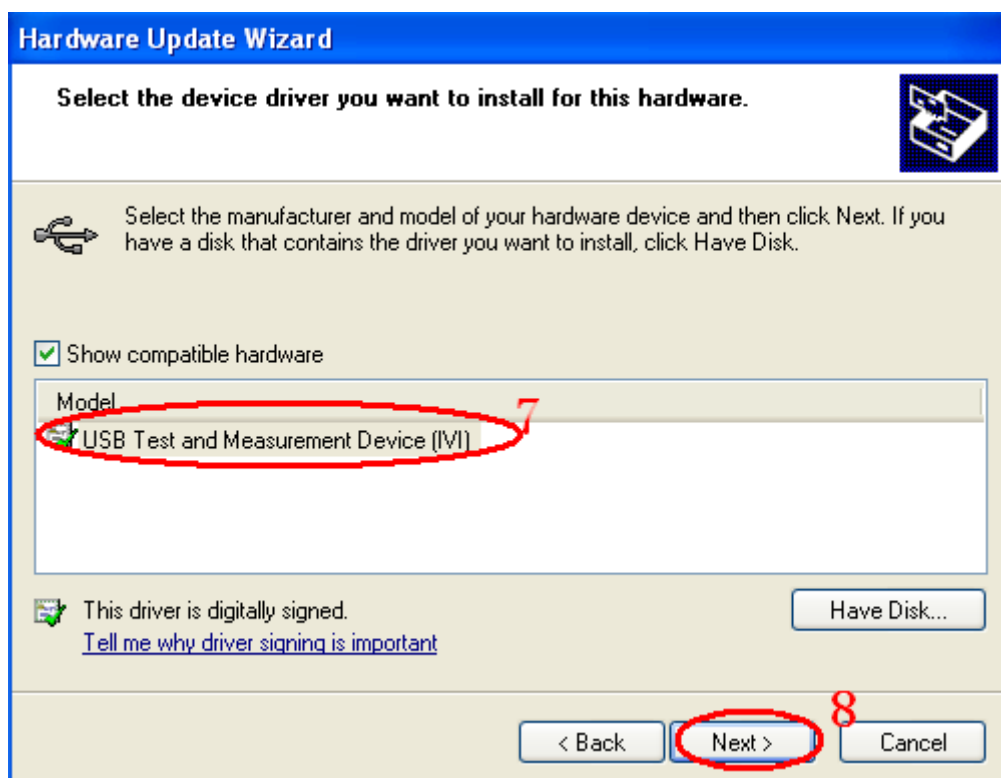 Hardware Update Wizard
Select the device driver you want to install for this hardware.
Select the manufacturer and model of your hardware device and then click Next. If you
have a disk that contains the driver you want to install, click Have Disk.
Show compatible hardware
Model
7
USB Test and Measurement Device (IVI)
This driver is digitally signed.
Have Disk...
Tell me why driver signing is important
8
< Back
Next >
Cancel